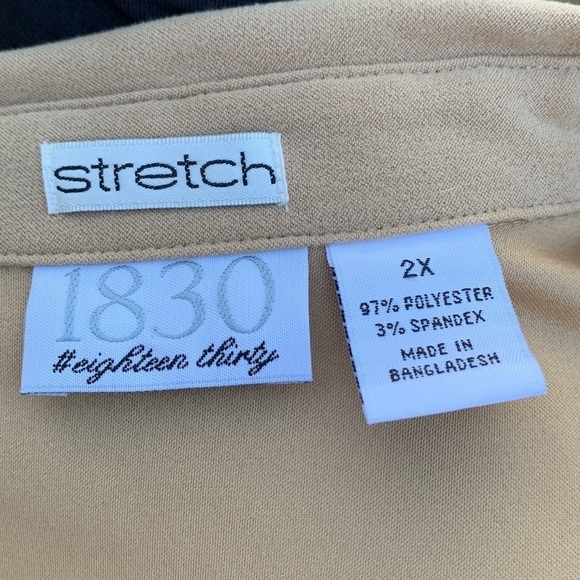 stretch
1830
#eighteen thirty
2X
97% POLYESTER
3% SPANDEX
MADE IN
BANGLADESH